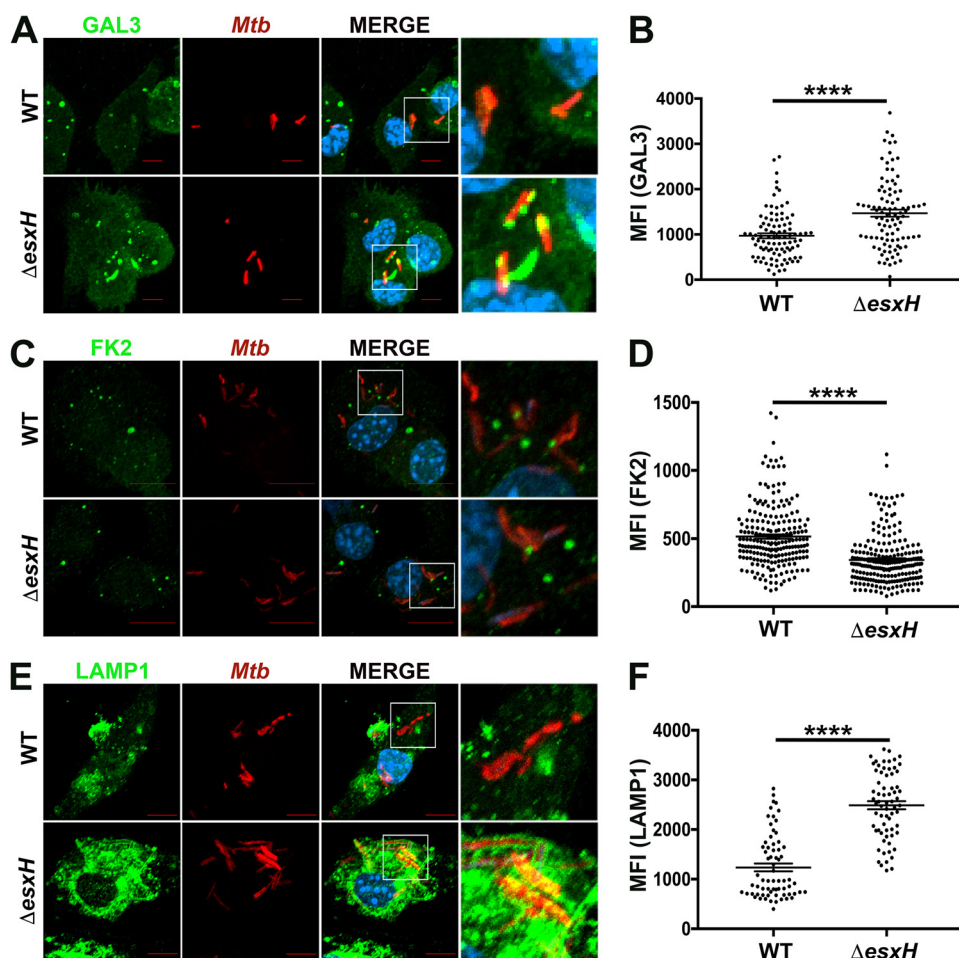 A GAL3 Mtb MERGE
WT
ΔesxH
B
****
MFI (GAL3)
4000
3000
2000
1000
0
WT ΔesxH
C FK2 Mtb MERGE
WT
ΔesxH
D
****
MFI (FK2)
1500
1000
500
0
WT ΔesxH
E LAMP1 Mtb MERGE
WT
ΔesxH
F
****
MFI (LAMP1)
4000
3000
2000
1000
0
WT ΔesxH